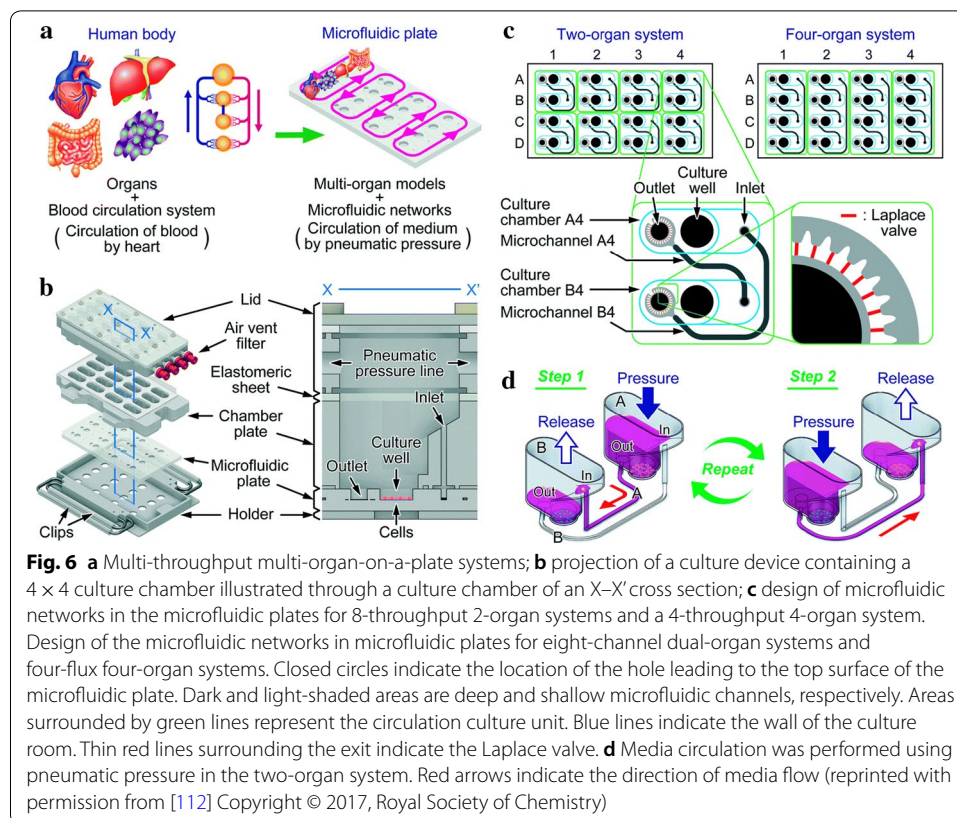 a
Human body
Microfluidic plate
Organs
+
Blood circulation system
( Circulation of blood
by heart )
Multi-organ models
+
Microfluidic networks
( Circulation of medium
by pneumatic pressure )
b
Lid
X
X'
Air vent
filter
Elastomeric
sheet
Chamber
plate
Microfluidic
plate
Clips
Holder
X X'
Pneumatic
pressure line
Inlet
Culture
well
Outlet
Cells
c
Two-organ system
1 2 3 4
A
B
C
D
Four-organ system
1 2 3 4
A
B
C
D
Culture
well
Outlet
Inlet
Culture
chamber A4
Microchannel A4
Culture
chamber B4
Microchannel B4
: Laplace
valve
d
Step 1
Pressure
Release
A
B
In
Out
In
Out
A
B
Repeat
Step 2
Release
Pressure
Fig. 6 a Multi-throughput multi-organ-on-a-plate systems; b projection of a culture device containing a
4 × 4 culture chamber illustrated through a culture chamber of an X–X′ cross section; c design of microfluidic
networks in the microfluidic plates for 8-throughput 2-organ systems and a 4-throughput 4-organ system.
Design of the microfluidic networks in microfluidic plates for eight-channel dual-organ systems and
four-flux four-organ systems. Closed circles indicate the location of the hole leading to the top surface of the
microfluidic plate. Dark and light-shaded areas are deep and shallow microfluidic channels, respectively. Areas
surrounded by green lines represent the circulation culture unit. Blue lines indicate the wall of the culture
room. Thin red lines surrounding the exit indicate the Laplace valve. d Media circulation was performed using
pneumatic pressure in the two-organ system. Red arrows indicate the direction of media flow (reprinted with
permission from [112] Copyright © 2017, Royal Society of Chemistry)